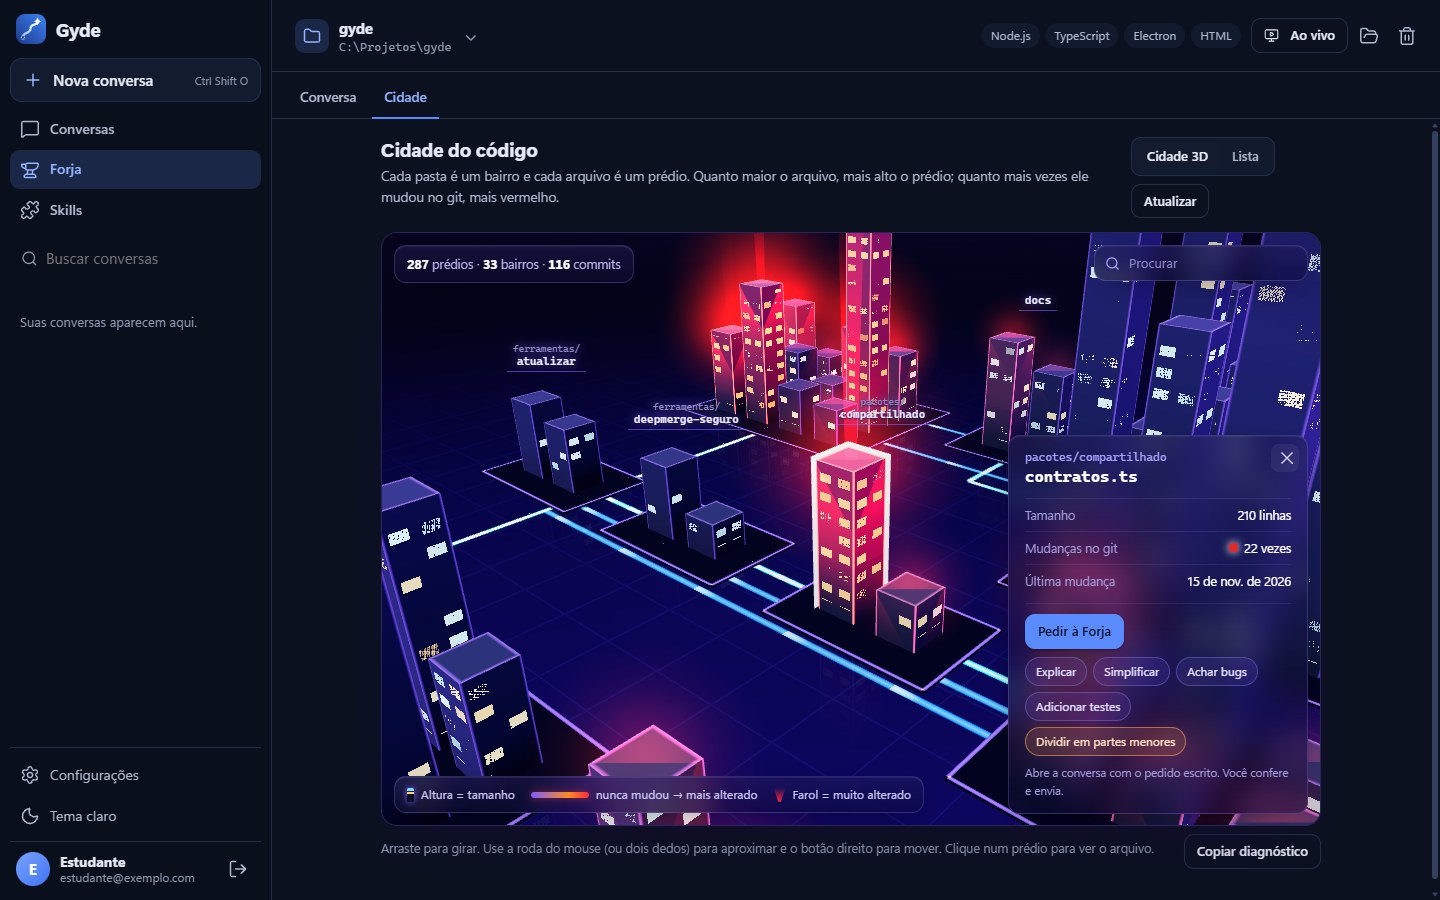 Gyde
Nova conversa
Ctrl Shift O
Conversas
Forja
Skills
Buscar conversas
Suas conversas aparecem aqui.
Configurações
Tema claro
E
Estudante
estudante@exemplo.com
gyde
C:\Projetos\gyde
Node.js
TypeScript
Electron
HTML
Ao vivo
Conversa
Cidade
Cidade do código
Cada pasta é um bairro e cada arquivo é um prédio. Quanto maior o arquivo, mais alto o prédio; quanto mais vezes ele
mudou no git, mais vermelho.
Cidade 3D
Lista
Atualizar
287 prédios · 33 bairros · 116 commits
Procurar
docs
ferramentas/
atualizar
ferramentas/
deepmerge-seguro
pacotes/
compartilhado
pacotes/compartilhado
contratos.ts
Tamanho
210 linhas
Mudanças no git
22 vezes
Última mudança
15 de nov. de 2026
Pedir à Forja
Explicar
Simplificar
Achar bugs
Adicionar testes
Dividir em partes menores
Abre a conversa com o pedido escrito. Você confere
e envia.
Altura = tamanho
nunca mudou → mais alterado
Farol = muito alterado
Arraste para girar. Use a roda do mouse (ou dois dedos) para aproximar e o botão direito para mover. Clique num prédio para ver o arquivo.
Copiar diagnóstico